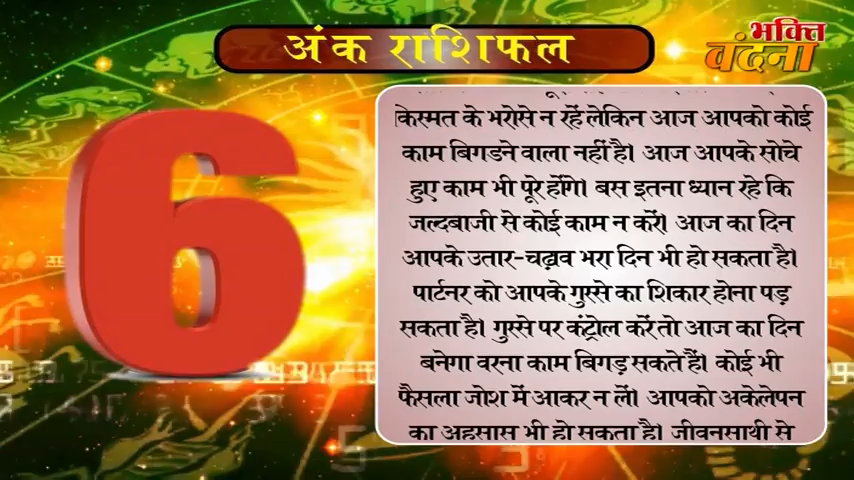 अंक राशिफल
भक्ति
वंदना
6
किस्मत के भरोसे न रहें लेकिन आज आपको कोई
काम बिगडने वाला नहीं है। आज आपके सोचे
हुए काम भी पूरे होंगे। बस इतना ध्यान रहे कि
जल्दबाजी से कोई काम न करें। आज का दिन
आपके उतार-चढ़ाव भरा दिन भी हो सकता है।
पार्टनर को आपके गुस्से का शिकार होना पड़
सकता है। गुस्से पर कंट्रोल करें तो आज का दिन
बनेगा वरना काम बिगड़ सकते हैं। कोई भी
फैसला जोश में आकर न लें। आपको अकेलेपन
का अहसास भी हो सकता है। जीवनसाथी से